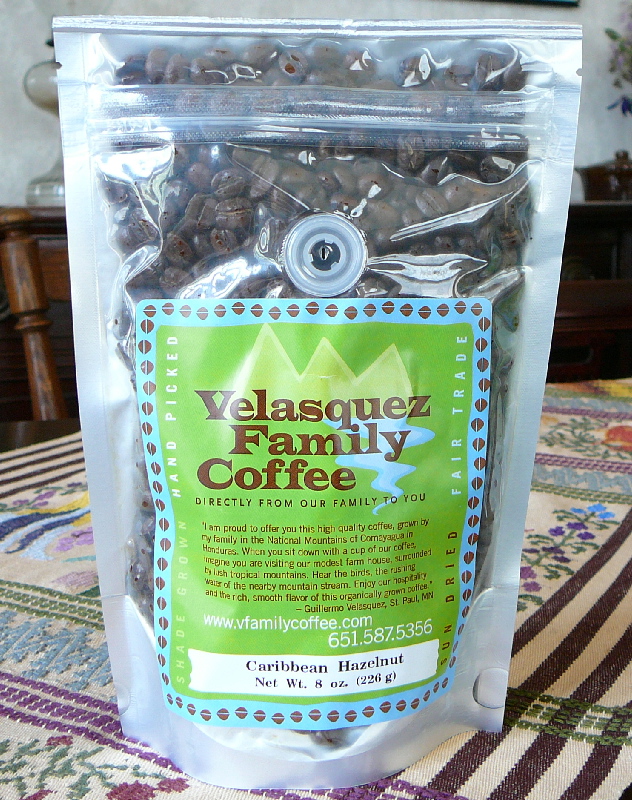 HAND PICKED
SHADE GROWN
FAIR TRADE
SUN DRIED
Velasquez
Family
Coffee
DIRECTLY FROM OUR FAMILY TO YOU
"I am proud to offer you this high quality coffee, grown by
my family in the National Mountains of Comayagua in
Honduras. When you sit down with a cup of our coffee,
imagine you are visiting our modest farm house, surrounded
by lush tropical mountains. Hear the birds, the rushing
water of the nearby mountain stream. Enjoy our hospitality
and the rich, smooth flavor of this organically grown coffee."
— Guillermo Velasquez, St. Paul, MN
www.vfamilycoffee.com
651.587.5356
Caribbean Hazelnut
Net Wt. 8 oz. (226 g)